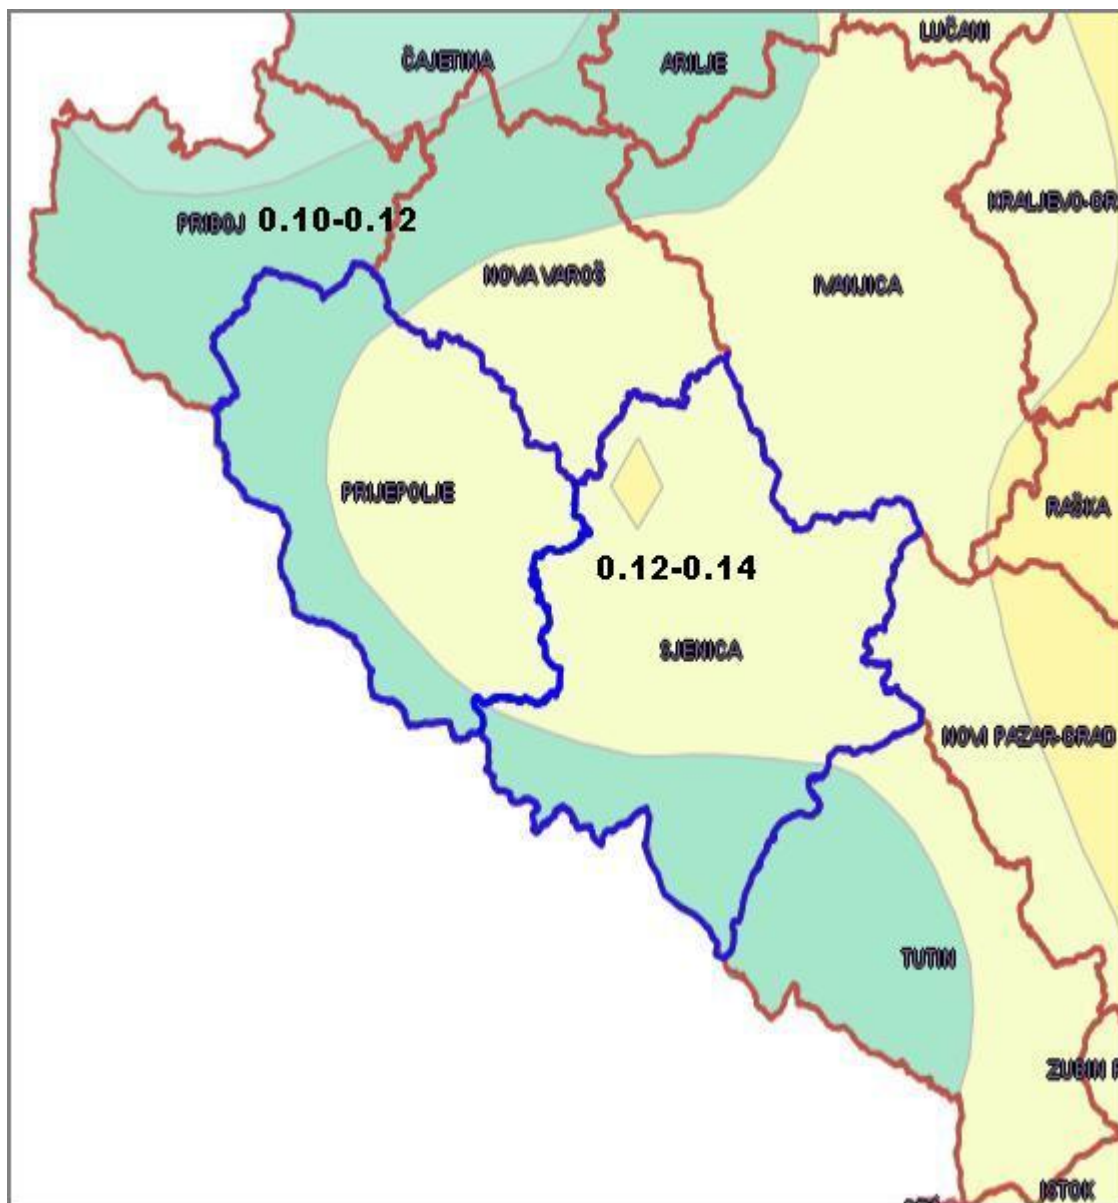 LUČANI
ČAJETINA
ARILJE
KRALJEVO-GR
PRIBOJ 0.10-0.12
NOVA VAROŠ
IVANJICA
PRIJEPOLJE
RAŠKA
0.12-0.14
SJENICA
NOVI PAZAR-GRAD
TUTIN
ZUBIN P
ISTOK